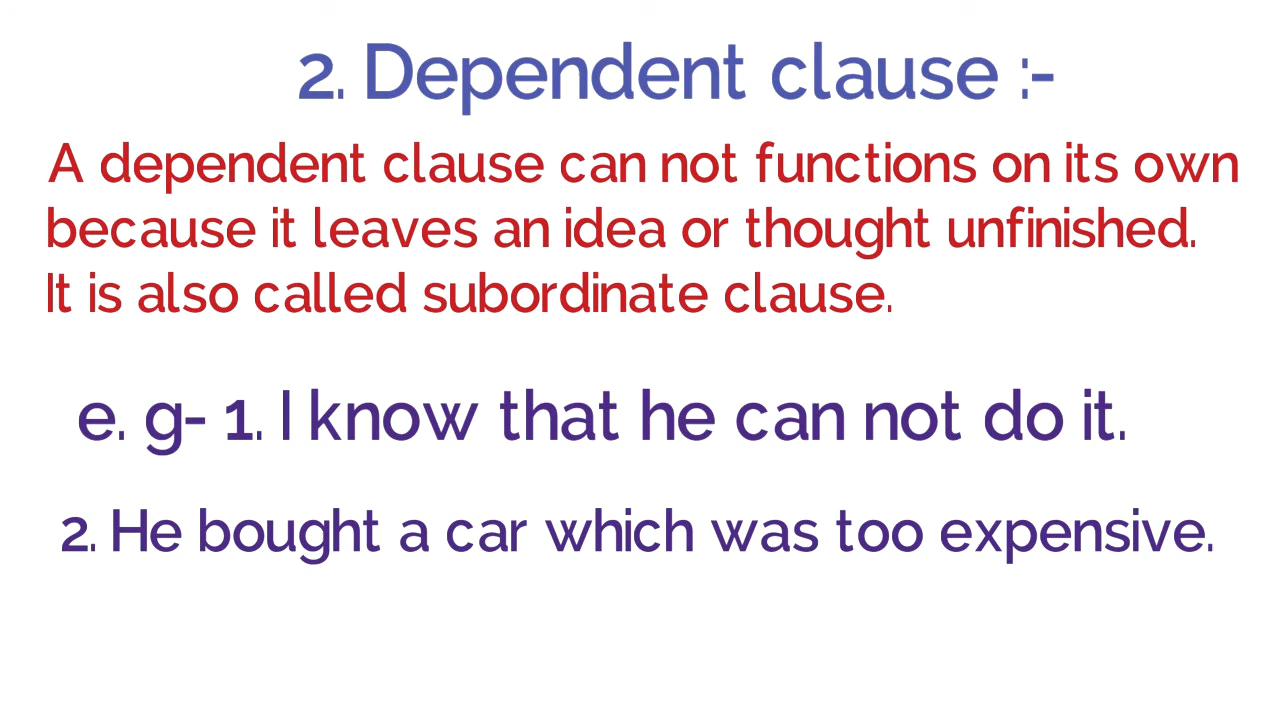 2. Dependent clause :-
A dependent clause can not functions on its own
because it leaves an idea or thought unfinished.
It is also called subordinate clause.
e. g- 1. I know that he can not do it.
2. He bought a car which was too expensive.